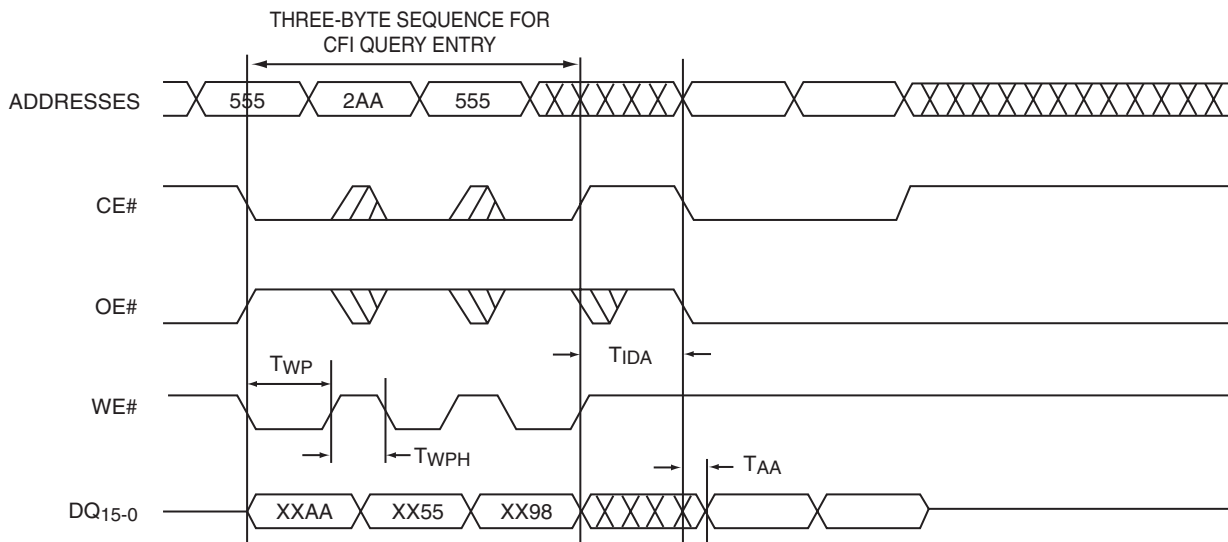 THREE-BYTE SEQUENCE FOR
CFI QUERY ENTRY
ADDRESSES 555 2AA 555
CE#
OE#
TIDA
TWP
WE#
TWPH
TAA
DQ15-0 XXAA XX55 XX98